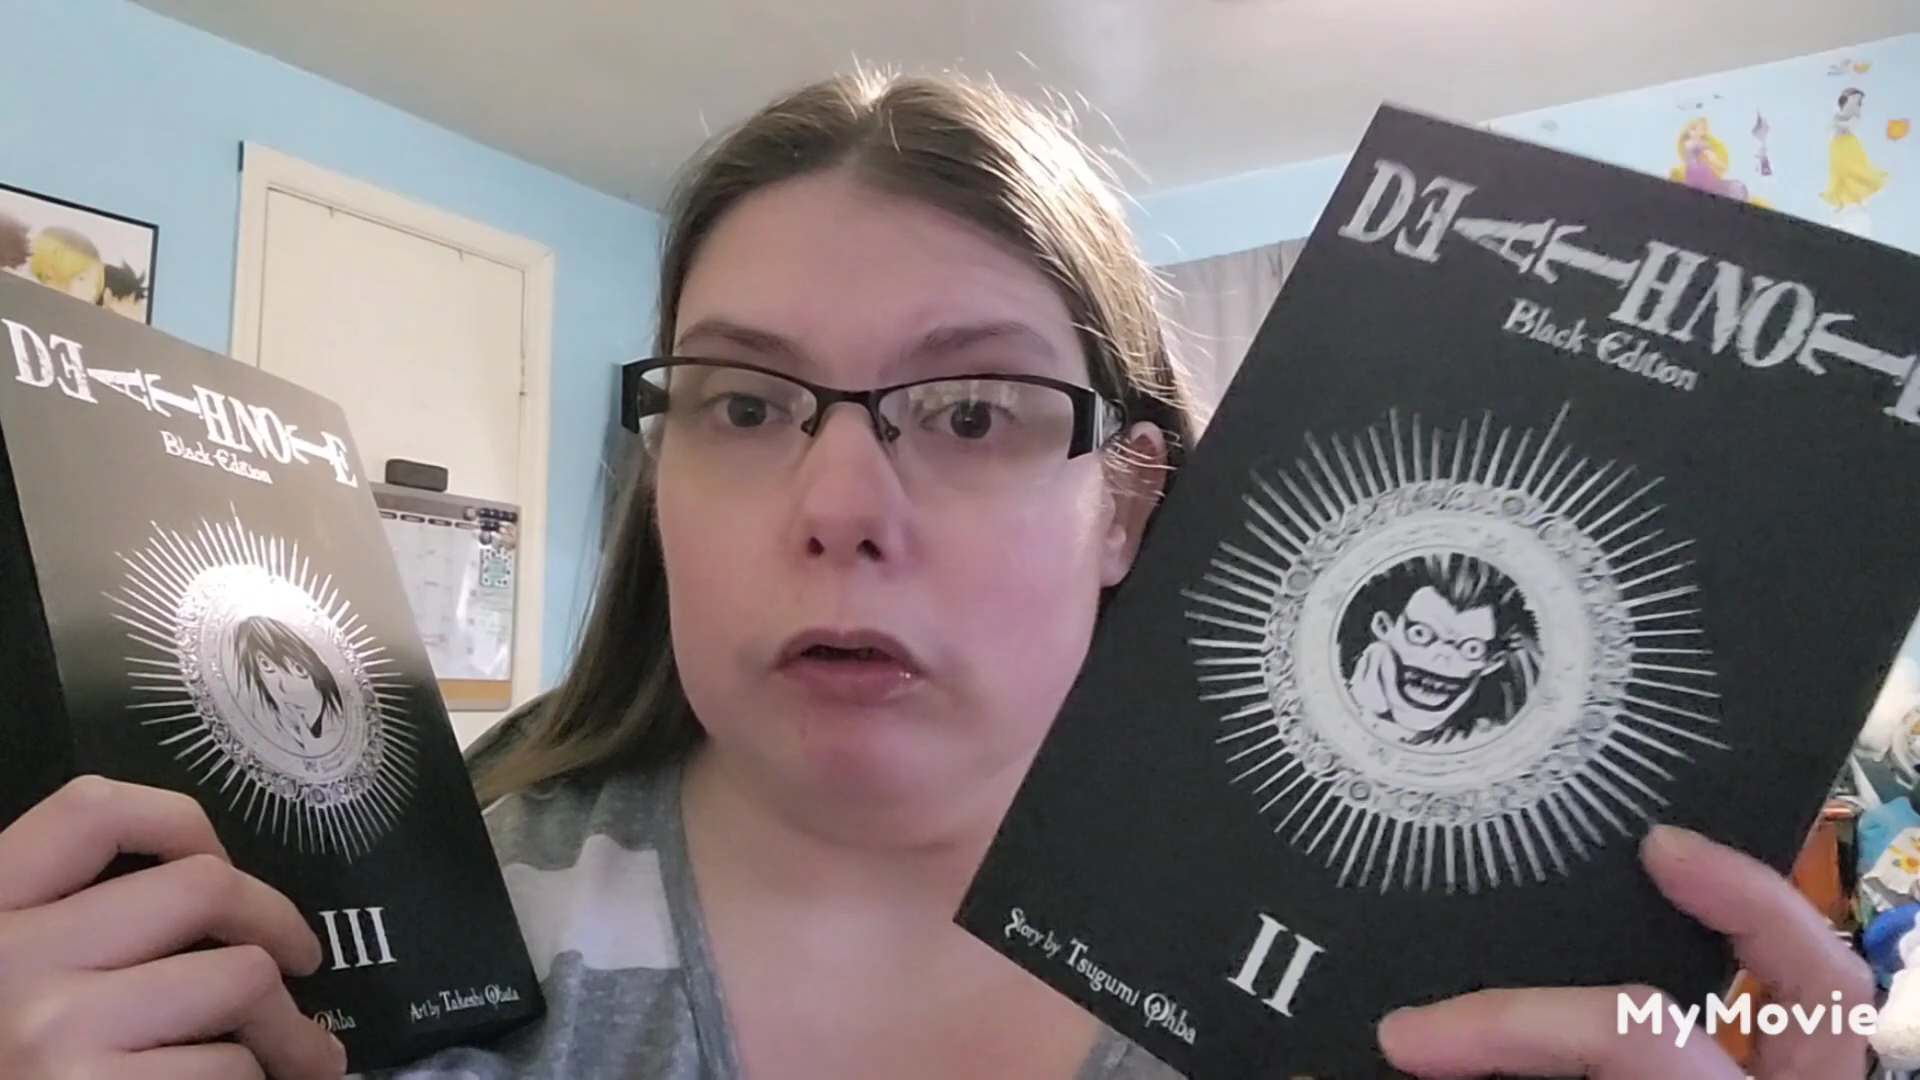 DEATH NOTE
Black Edition
III
Ohba
Art by Takeshi Obata
DEATH NOTE
Black Edition
II
Story by Tsugumi Ohba
MyMovie